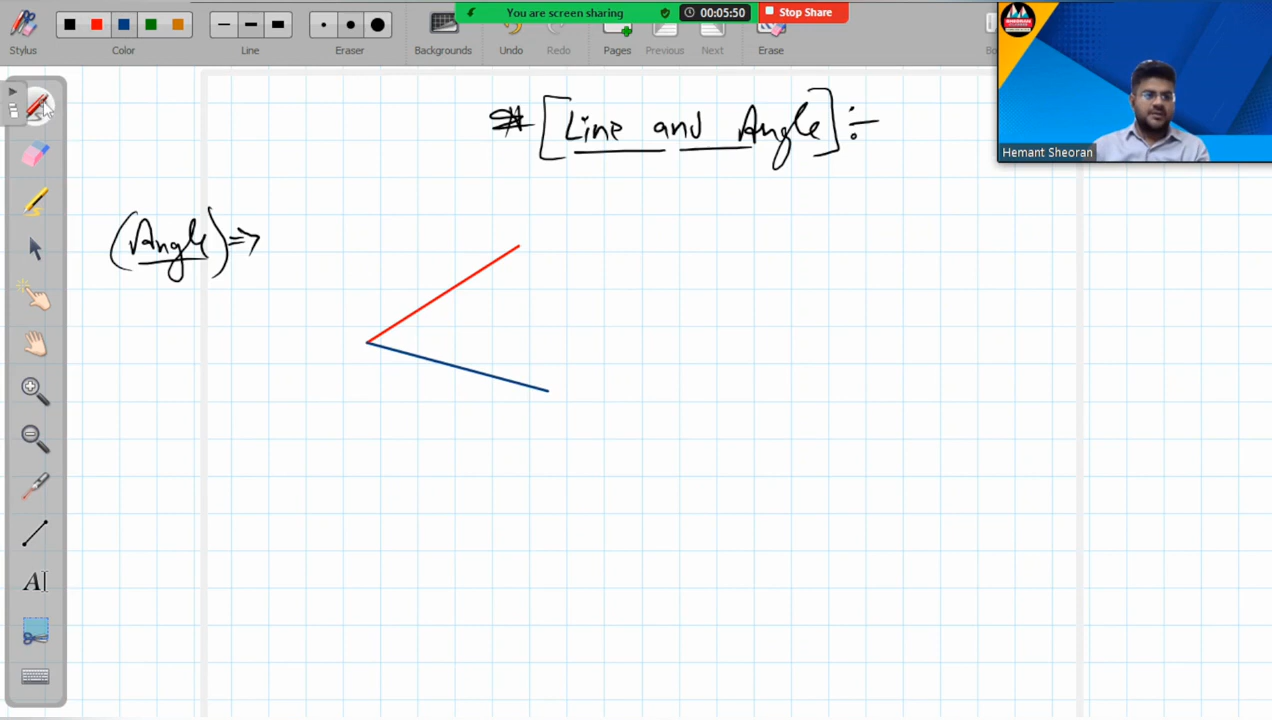 You are screen sharing
00:05:50
Stop Share
Stylus
Color
Line
Eraser
Backgrounds
Undo
Redo
Pages
Previous
Next
Erase
SHEORAN
Hemant Sheoran
# [Line and Angle] :-
(Angle) =>
A